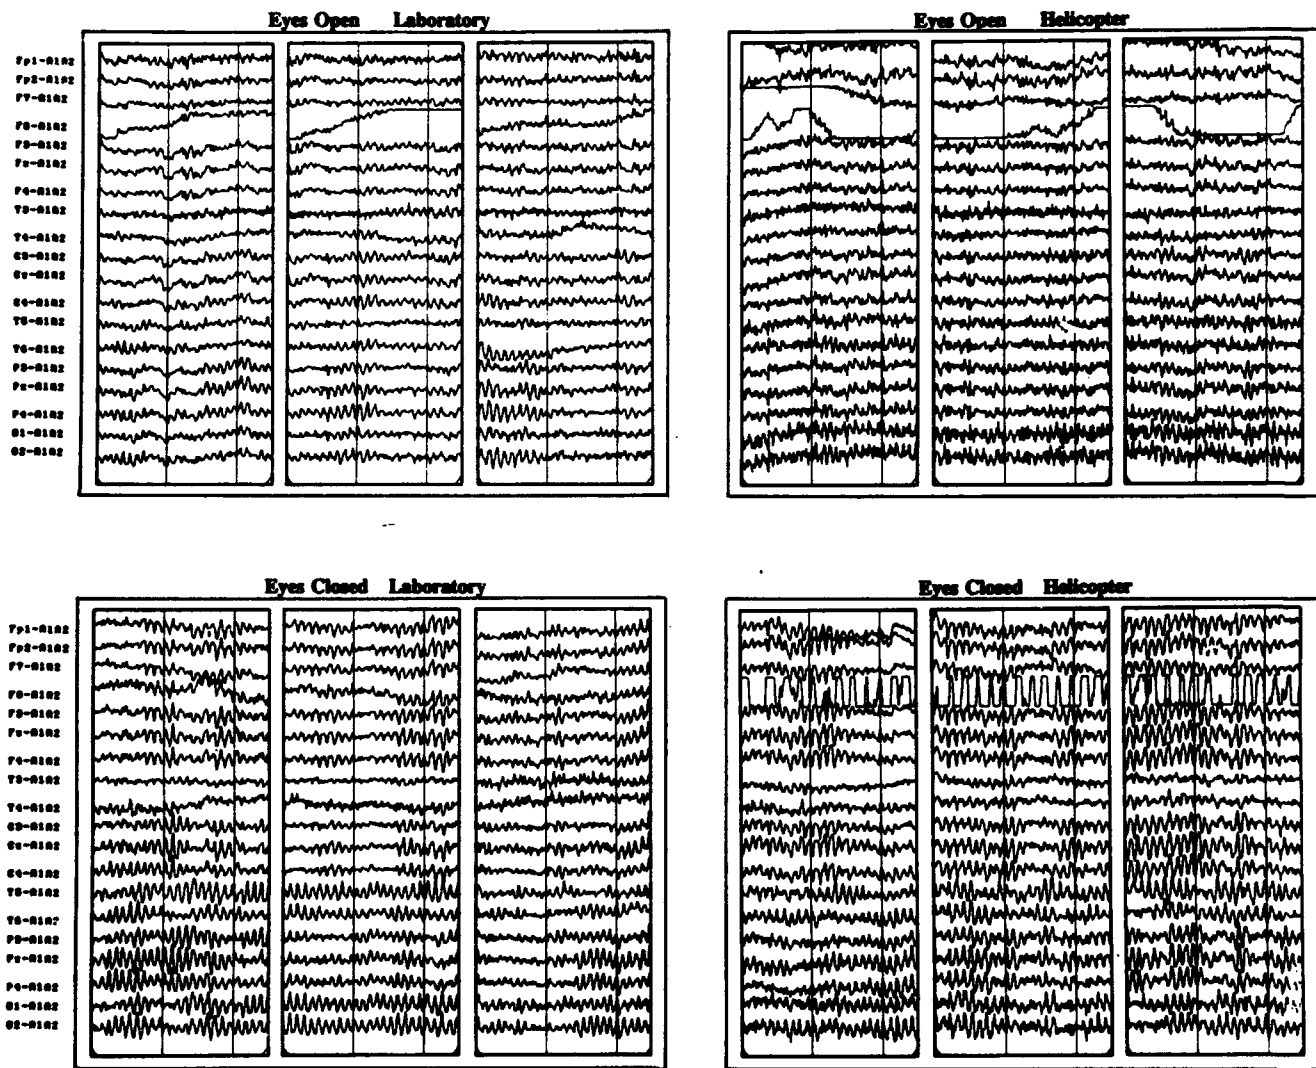 Eyes Open Laboratory
Eyes Open Helicopter
Fp1-A1A2
Fp2-A1A2
F7-A1A2
F8-A1A2
F3-A1A2
Fz-A1A2
F4-A1A2
T3-A1A2
T4-A1A2
C3-A1A2
Cz-A1A2
C4-A1A2
T5-A1A2
T6-A1A2
P3-A1A2
Pz-A1A2
P4-A1A2
O1-A1A2
O2-A1A2
Eyes Closed Laboratory
Eyes Closed Helicopter
Fp1-A1A2
Fp2-A1A2
F7-A1A2
F8-A1A2
F3-A1A2
Fz-A1A2
F4-A1A2
T3-A1A2
T4-A1A2
C3-A1A2
Cz-A1A2
C4-A1A2
T5-A1A2
T6-A1A2
P3-A1A2
Pz-A1A2
P4-A1A2
O1-A1A2
O2-A1A2